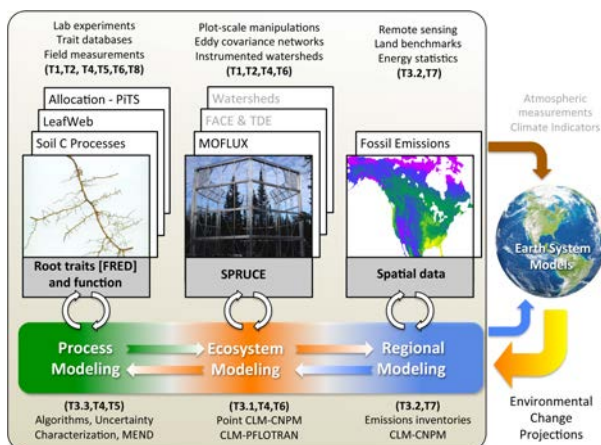 Lab experiments
Trait databases
Field measurements
(T1,T2, T4,T5,T6,T8)
Plot-scale manipulations
Eddy covariance networks
Instrumented watersheds
(T1,T2,T4,T6)
Remote sensing
Land benchmarks
Energy statistics
(T3.2,T7)
Allocation - PiTS
LeafWeb
Soil C Processes
Root traits [FRED]
and function
Watersheds
FACE & TDE
MOFLUX
SPRUCE
Fossil Emissions
Spatial data
Atmospheric
measurements
Climate Indicators
Earth System
Models
Process
Modeling
Ecosystem
Modeling
Regional
Modeling
(T3.3,T4,T5)
Algorithms, Uncertainty
Characterization, MEND
(T3.1,T4,T6)
Point CLM-CNPM
CLM-PFLOTRAN
(T3.2,T7)
Emissions inventories
CLM-CNPM
Environmental
Change
Projections